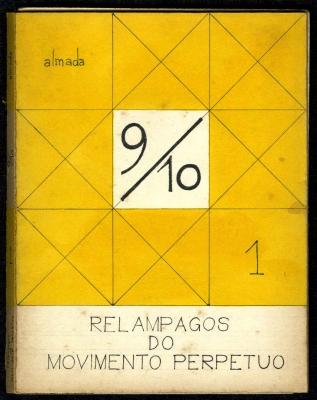 almada
9/10
1
RELAMPAGOS
DO
MOVIMENTO PERPETUO